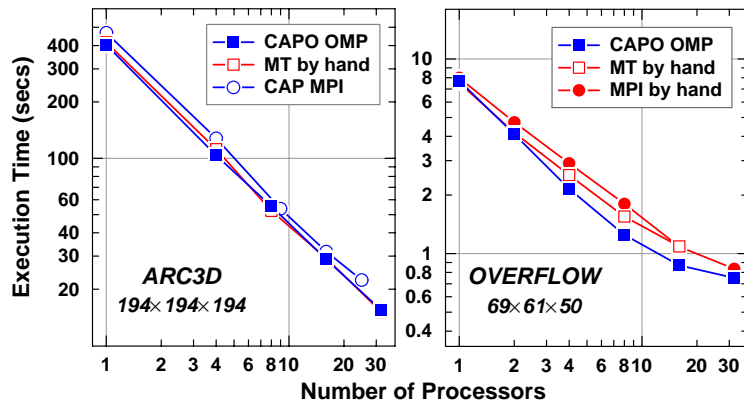 Execution Time (secs)
400
300
200
100
60
40
30
20
CAPO OMP
MT by hand
CAP MPI
ARC3D
194×194×194
1 2 4 6 8 10 20 30
10
8
6
4
3
2
1
0.8
0.6
0.4
CAPO OMP
MT by hand
MPI by hand
OVERFLOW
69×61×50
1 2 4 6 8 10 20 30
Number of Processors